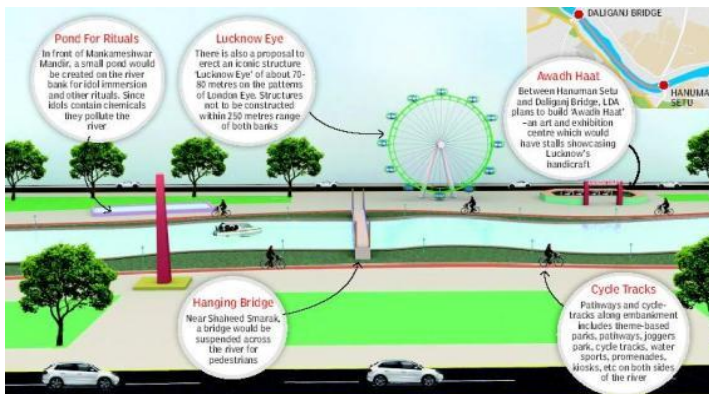 Pond For Rituals
In front of Mankameshwar
Mandir, a small pond would
be created on the river
bank for idol immersion
and other rituals. Since
idols contain chemicals
they pollute the
river
Lucknow Eye
There is also a proposal to
erect an iconic structure
'Lucknow Eye' of about 70-
80 metres on the patterns
of London Eye. Structures
not to be constructed
within 250 metres range
of both banks
DALIGANJ BRIDGE
HANUMA
SETU
Awadh Haat
Between Hanuman Setu
and Daliganj Bridge, LDA
plans to build 'Awadh Haat'
-an art and exhibition
centre which would
have stalls showcasing
Lucknow's
handicraft
Hanging Bridge
Near Shaheed Smarak,
a bridge would be
suspended across
the river for
pedestrians
Cycle Tracks
Pathways and cycle-
tracks along embankment
includes theme-based
parks, pathways, joggers
park, cycle tracks, water
sports, promenades,
kiosks, etc on both sides
of the river